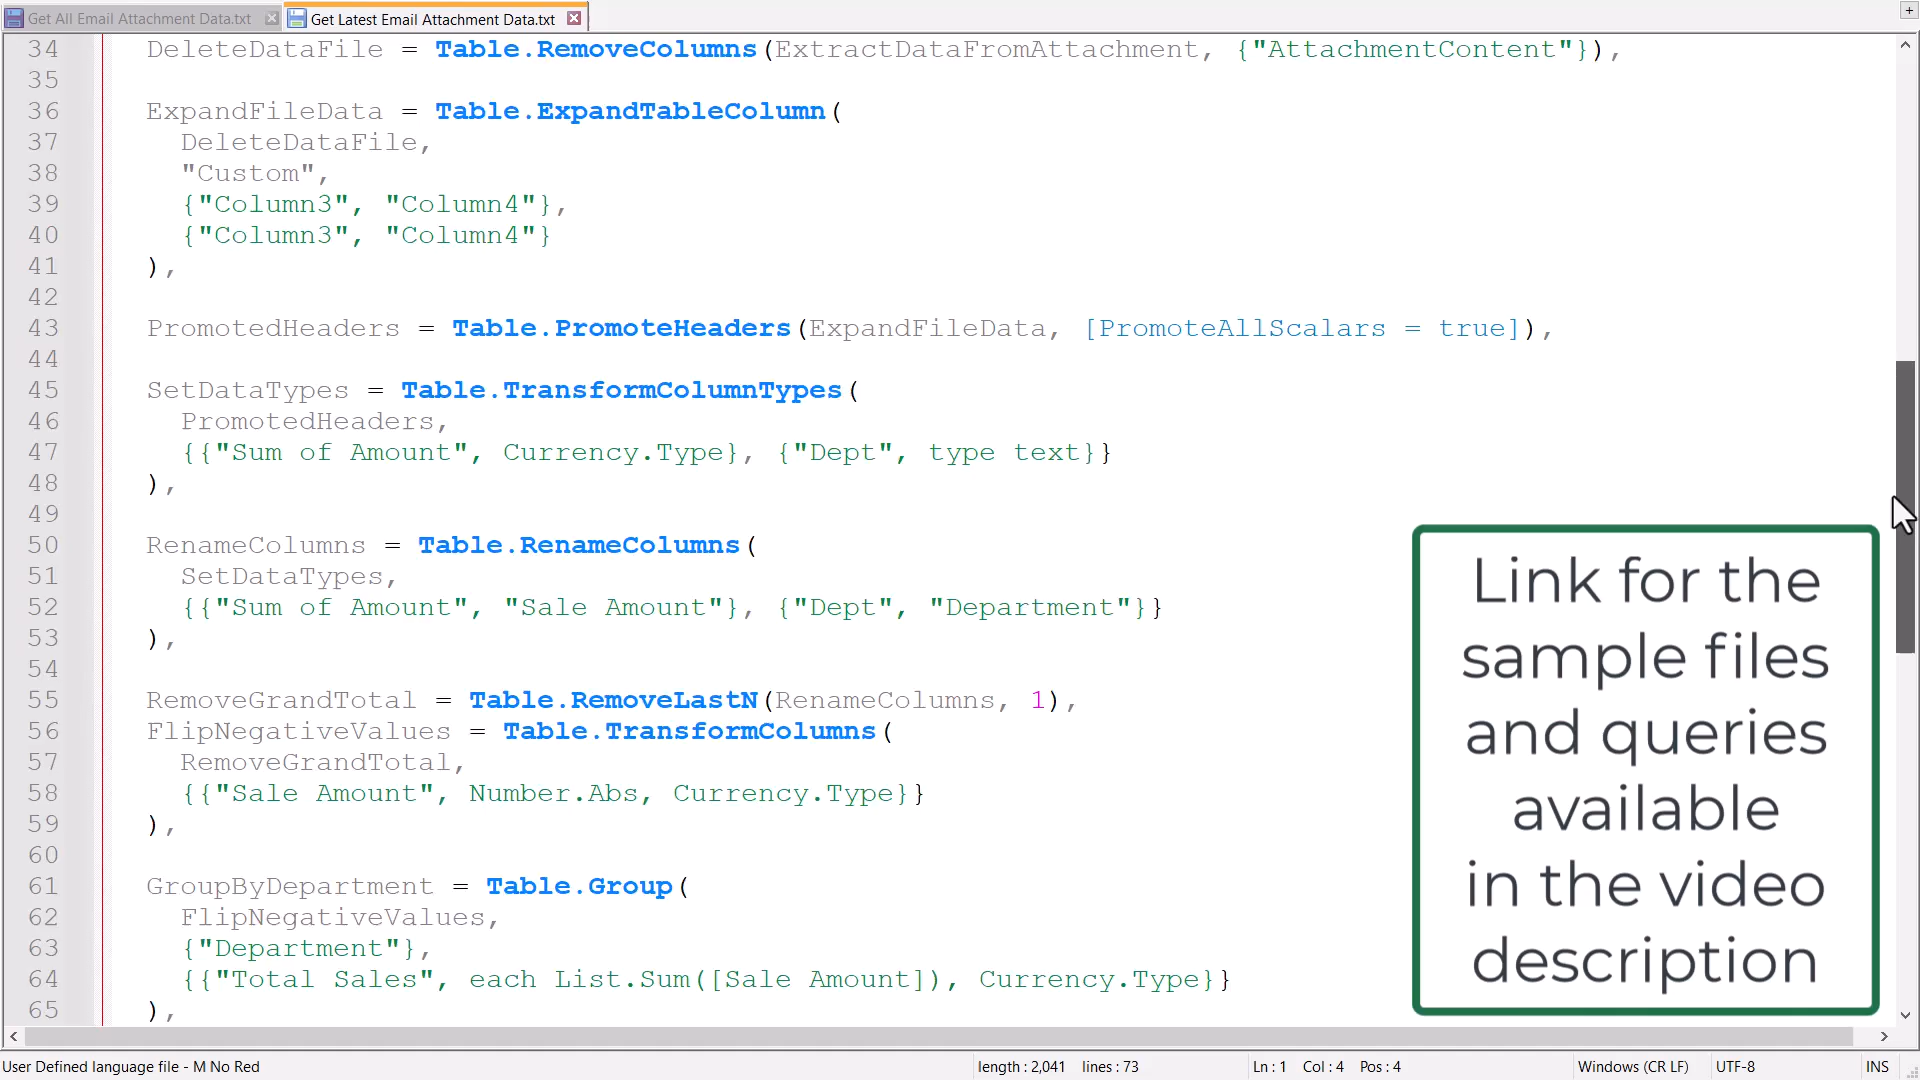 Get All Email Attachment Data.txt
Get Latest Email Attachment Data.txt
34 DeleteDataFile = Table.RemoveColumns(ExtractDataFromAttachment, {"AttachmentContent"}),
35
36 ExpandFileData = Table.ExpandTableColumn(
37 DeleteDataFile,
38 "Custom",
39 {"Column3", "Column4"},
40 {"Column3", "Column4"}
41 ),
42
43 PromotedHeaders = Table.PromoteHeaders(ExpandFileData, [PromoteAllScalars = true]),
44
45 SetDataTypes = Table.TransformColumnTypes(
46 PromotedHeaders,
47 {{"Sum of Amount", Currency.Type}, {"Dept", type text}}
48 ),
49
50 RenameColumns = Table.RenameColumns(
51 SetDataTypes,
52 {{"Sum of Amount", "Sale Amount"}, {"Dept", "Department"}}
53 ),
54
55 RemoveGrandTotal = Table.RemoveLastN(RenameColumns, 1),
56 FlipNegativeValues = Table.TransformColumns(
57 RemoveGrandTotal,
58 {{"Sale Amount", Number.Abs, Currency.Type}}
59 ),
60
61 GroupByDepartment = Table.Group(
62 FlipNegativeValues,
63 {"Department"},
64 {{"Total Sales", each List.Sum([Sale Amount]), Currency.Type}}
65 ),
Link for the
sample files
and queries
available
in the video
description
User Defined language file - M No Red
length : 2,041 lines : 73
Ln : 1 Col : 4 Pos : 4
Windows (CR LF)
UTF-8
INS